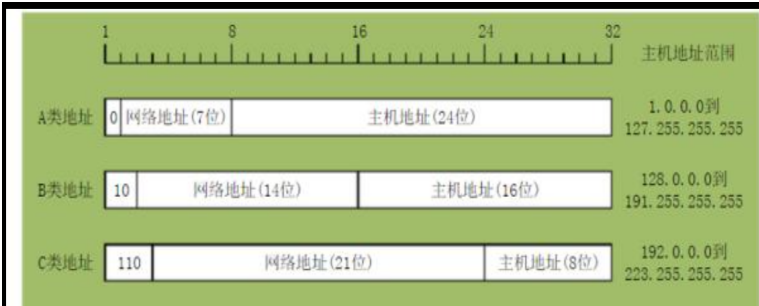 1 8 16 24 32
主机地址范围
A类地址 0 网络地址(7位) 主机地址(24位) 1.0.0.0到
127.255.255.255
B类地址 10 网络地址(14位) 主机地址(16位) 128.0.0.0到
191.255.255.255
C类地址 110 网络地址(21位) 主机地址(8位) 192.0.0.0到
223.255.255.255